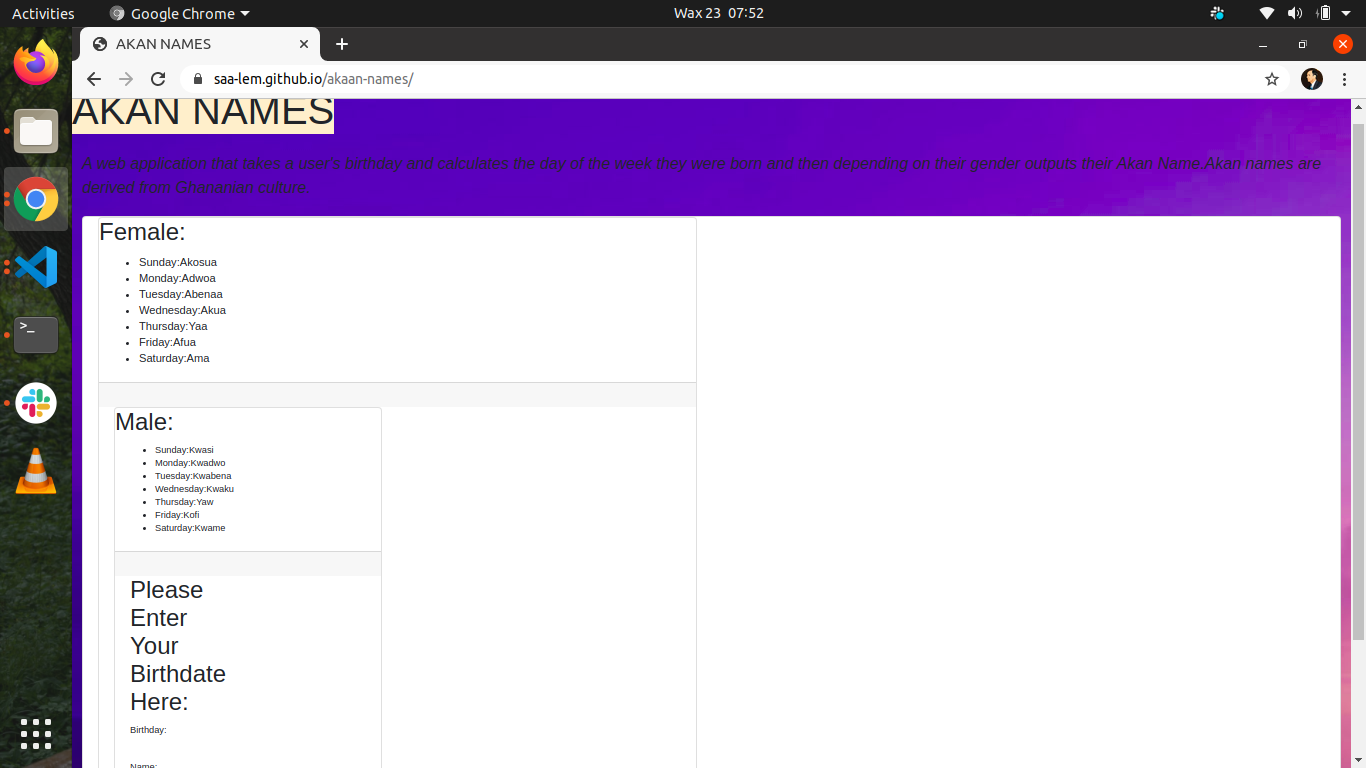 Activities
Google Chrome
Wax 23 07:52
AKAN NAMES
saa-lem.github.io/akaan-names/
AKAN NAMES
A web application that takes a user's birthday and calculates the day of the week they were born and then depending on their gender outputs their Akan Name.Akan names are
derived from Ghananian culture
Female:
Sunday:Akosua
Monday:Adwoa
Tuesday:Abenaa
Wednesday:Akua
Thursday:Yaa
Friday:Afua
Saturday:Ama
Male:
Sunday:Kwasi
Monday:Kwadwo
Tuesday:Kwabena
Wednesday:Kwaku
Thursday:Yaw
Friday:Kofi
Saturday:Kwame
Please
Enter
Your
Birthdate
Here:
Birthday:
Name: